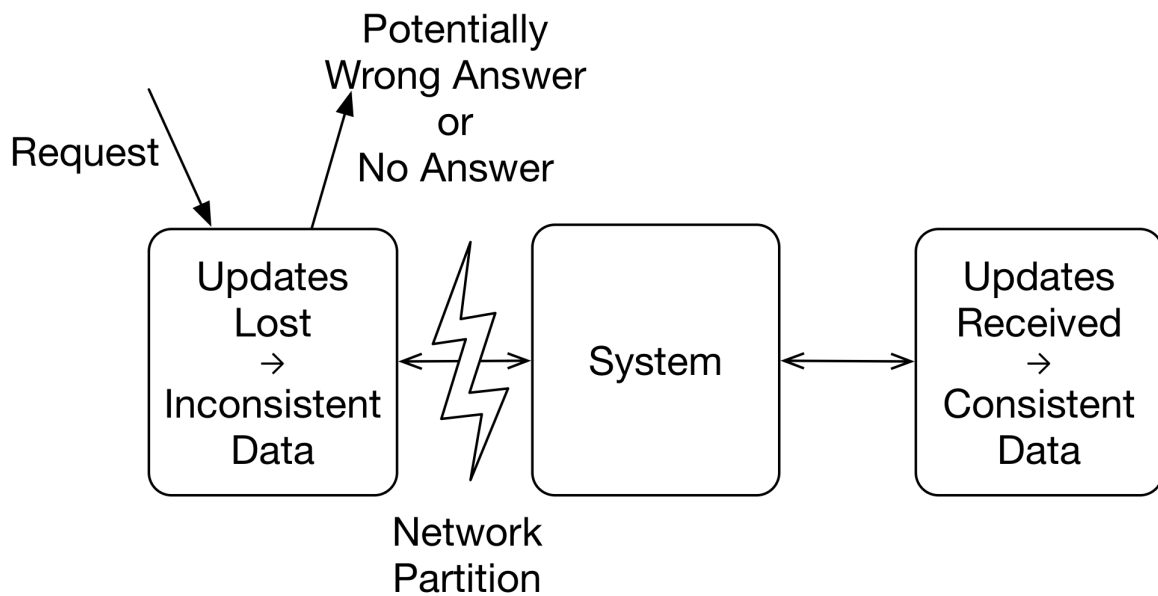 Potentially
Wrong Answer
or
No Answer
Request
Updates
Lost
→
Inconsistent
Data
System
Updates
Received
→
Consistent
Data
Network
Partition